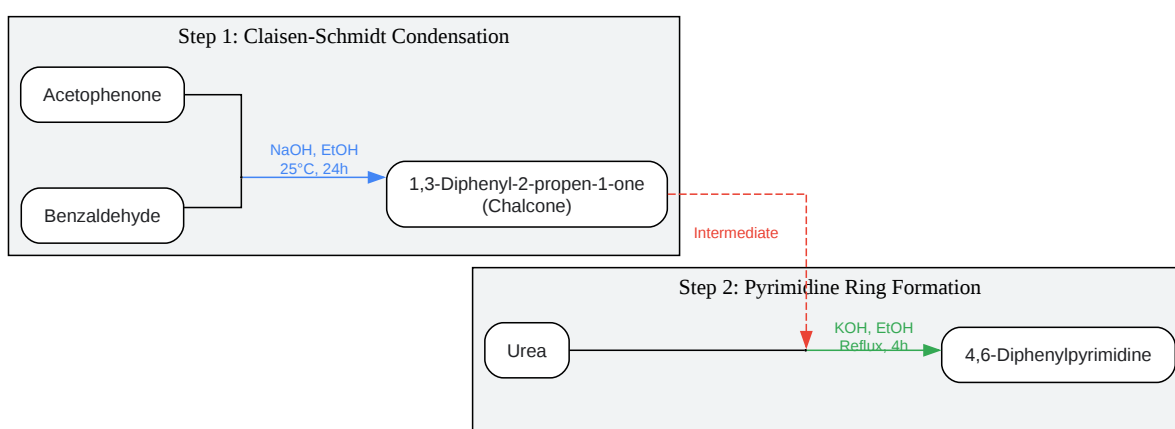 Step 1: Claisen-Schmidt Condensation
Acetophenone
NaOH, EtOH
25°C, 24h
1,3-Diphenyl-2-propen-1-one
(Chalcone)
Benzaldehyde
Intermediate
Step 2: Pyrimidine Ring Formation
Urea
KOH, EtOH
Reflux, 4h
4,6-Diphenylpyrimidine